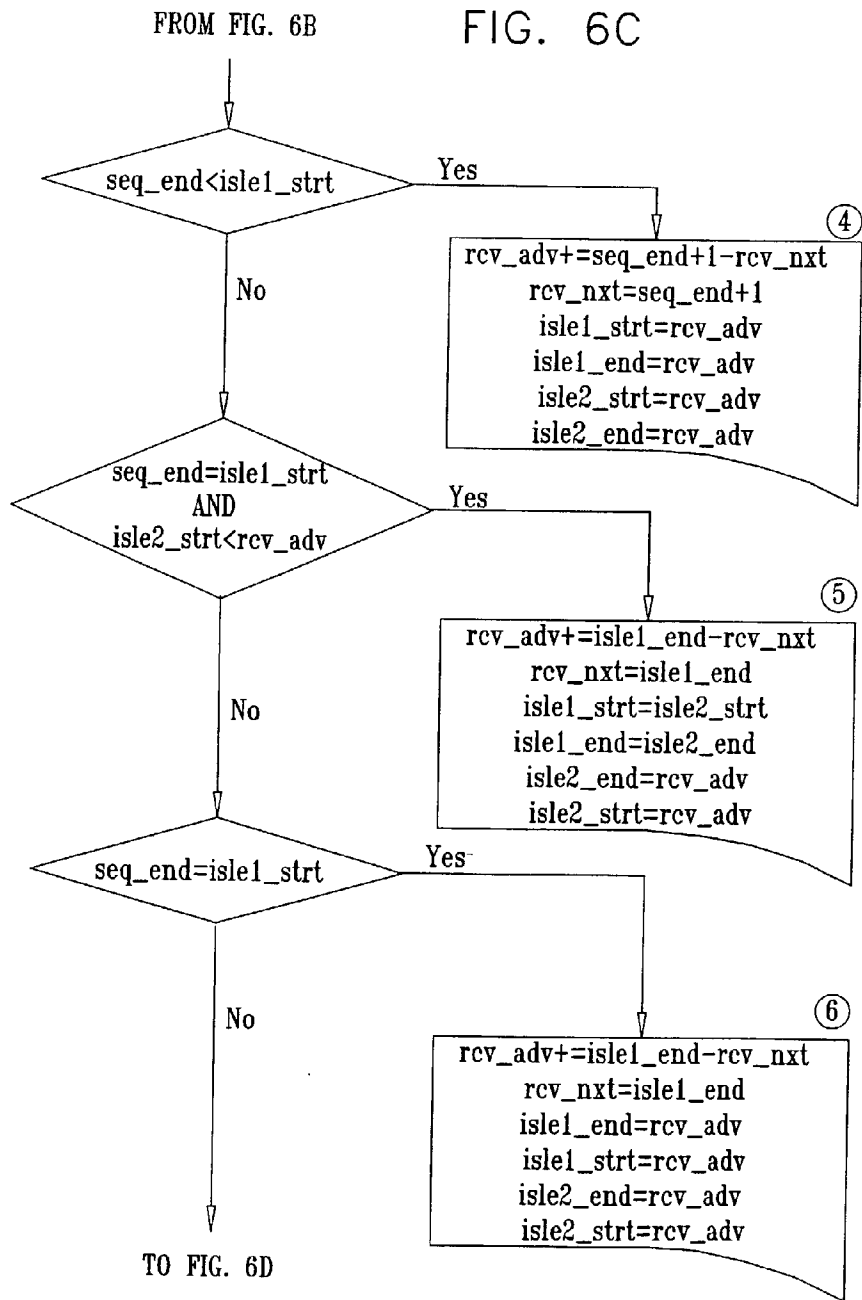 FROM FIG. 6B
FIG. 6C
seq_end<isle1_strt
Yes
No
④
rcv_adv+=seq_end+1-rcv_nxt
rcv_nxt=seq_end+1
isle1_strt=rcv_adv
isle1_end=rcv_adv
isle2_strt=rcv_adv
isle2_end=rcv_adv
seq_end=isle1_strt
AND
isle2_strt<rcv_adv
Yes
No
⑤
rcv_adv+=isle1_end-rcv_nxt
rcv_nxt=isle1_end
isle1_strt=isle2_strt
isle1_end=isle2_end
isle2_end=rcv_adv
isle2_strt=rcv_adv
seq_end=isle1_strt
Yes
No
⑥
rcv_adv+=isle1_end-rcv_nxt
rcv_nxt=isle1_end
isle1_end=rcv_adv
isle1_strt=rcv_adv
isle2_end=rcv_adv
isle2_strt=rcv_adv
TO FIG. 6D